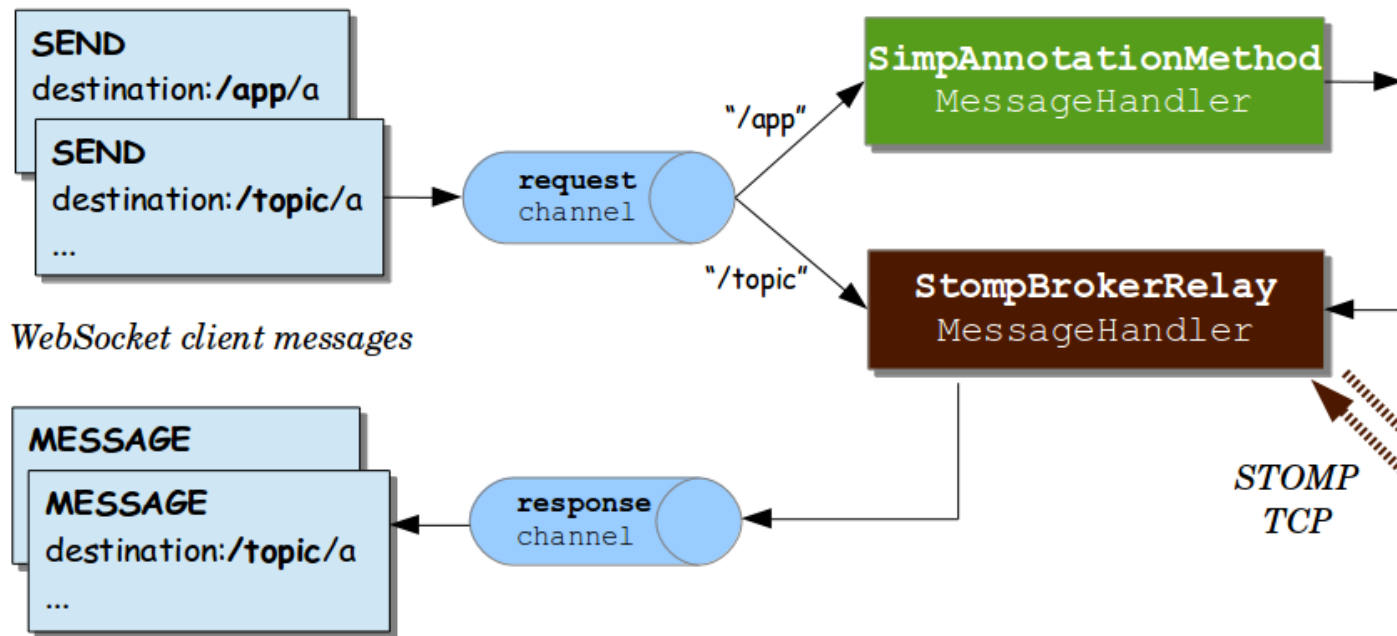 SEND
destination:/app/a
SEND
destination:/topic/a
...
WebSocket client messages
request
channel
“/app”
“/topic”
SimpAnnotationMethod
MessageHandler
StompBrokerRelay
MessageHandler
STOMP
TCP
response
channel
MESSAGE
MESSAGE
destination:/topic/a
...